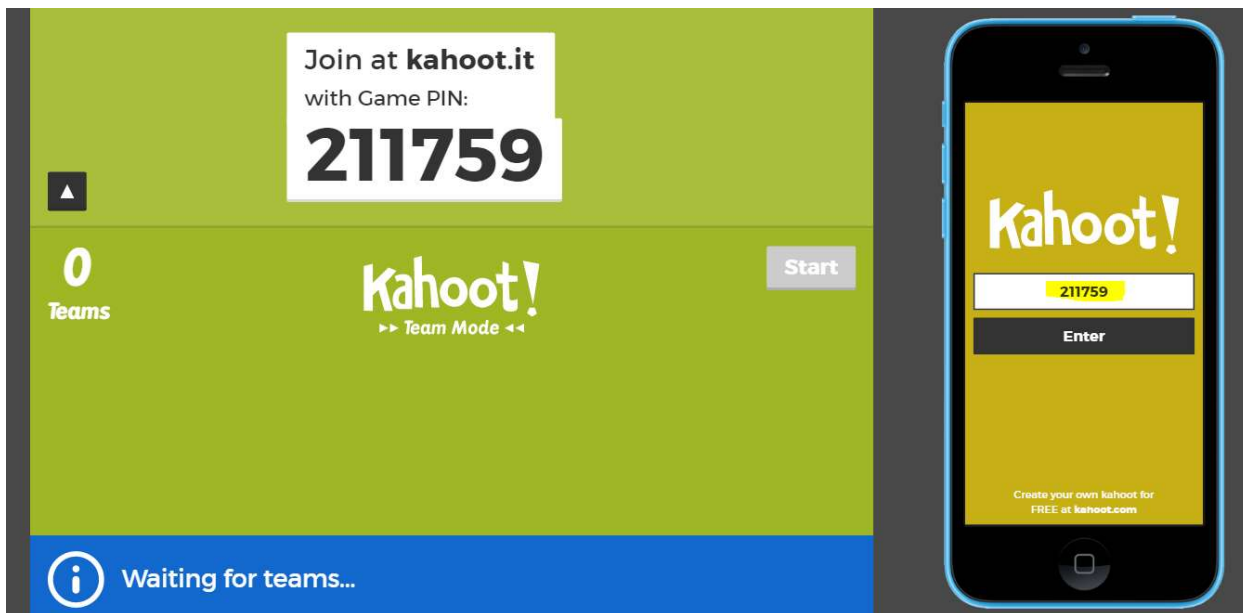 Join at kahoot.it
with Game PIN:
211759
▲
0
Teams
Kahoot!
▸▸ Team Mode ◂◂
Start
Waiting for teams...
Kahoot!
211759
Enter
Create your own kahoot for
FREE at kahoot.com